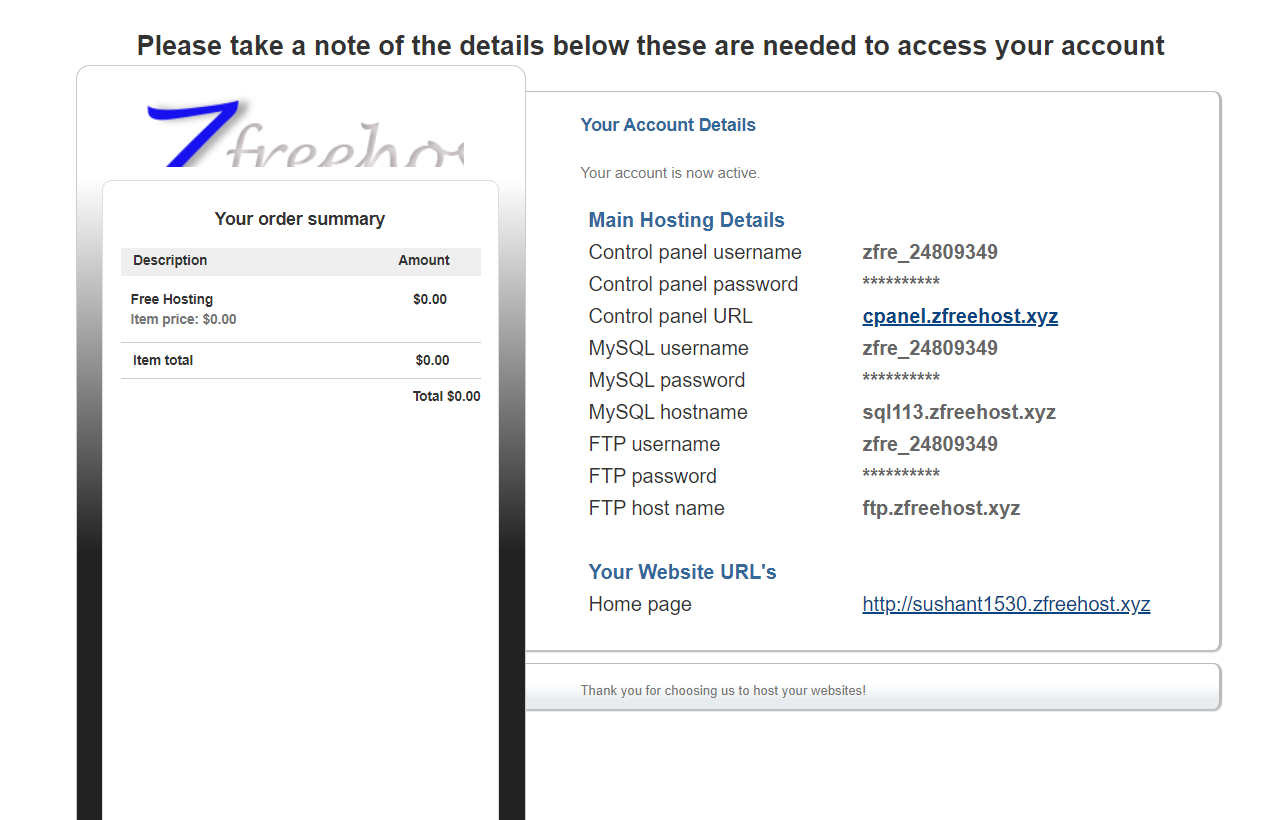 Please take a note of the details below these are needed to access your account
Zfreeho
Your order summary
Description Amount
Free Hosting $0.00
Item price: $0.00
Item total $0.00
Total $0.00
Your Account Details
Your account is now active.
Main Hosting Details
Control panel username zfre_24809349
Control panel password **********
Control panel URL cpanel.zfreehost.xyz
MySQL username zfre_24809349
MySQL password **********
MySQL hostname sql113.zfreehost.xyz
FTP username zfre_24809349
FTP password **********
FTP host name ftp.zfreehost.xyz
Your Website URL's
Home page http://sushant1530.zfreehost.xyz
Thank you for choosing us to host your websites!